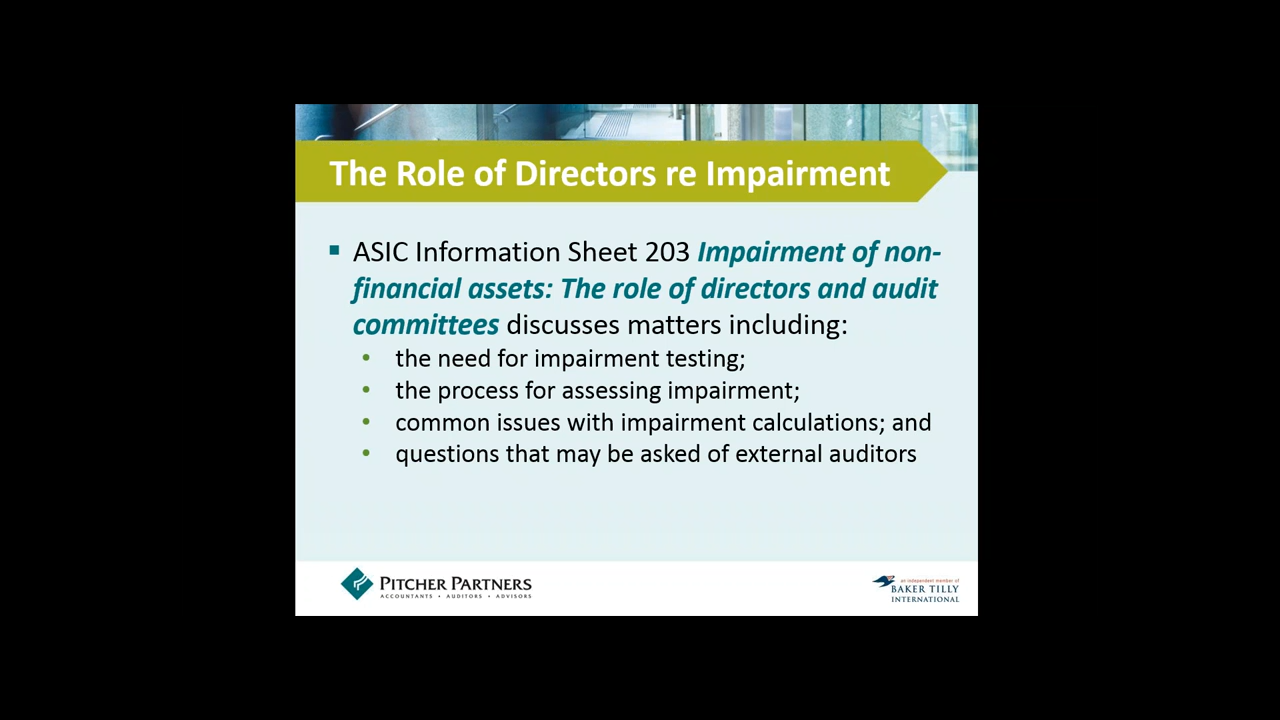 The Role of Directors re Impairment
▪ ASIC Information Sheet 203 Impairment of non-
financial assets: The role of directors and audit
committees discusses matters including:
• the need for impairment testing;
• the process for assessing impairment;
• common issues with impairment calculations; and
• questions that may be asked of external auditors
PITCHER PARTNERS
ACCOUNTANTS • AUDITORS • ADVISORS
an independent member of
BAKER TILLY
INTERNATIONAL